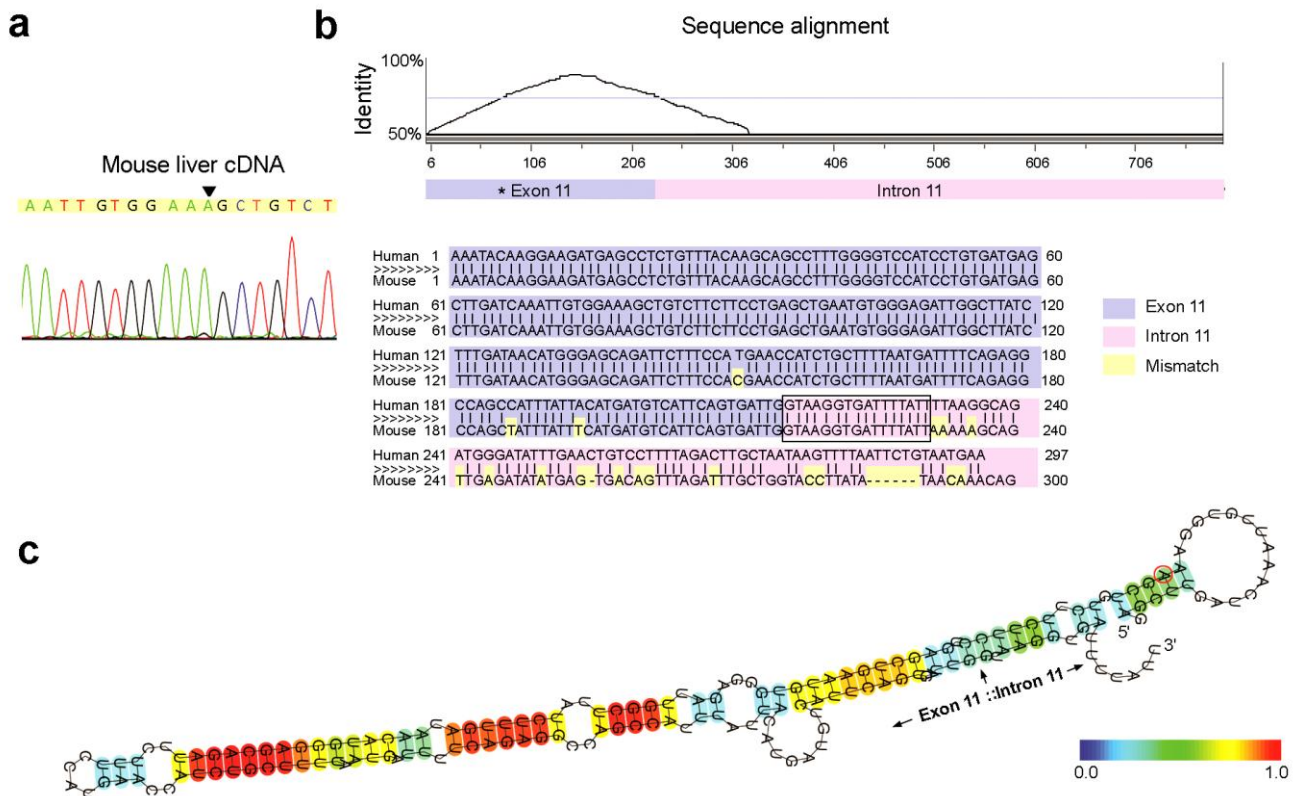 a
b
Sequence alignment
Mouse liver cDNA
A A T T G T G G A A A G C T G T C T
100%
Identity
50%
6 106 206 306 406 506 606 706
* Exon 11 Intron 11
Human 1 AAATACAAGGAAGATGAGCCTCTGTTTACAAGCAGCCTTTGGGGTCCATCCTGTGATGAG 60
>>>>>>>>
Mouse 1 AAATACAAGGAAGATGAGCCTCTGTTTACAAGCAGCCTTTGGGGTCCATCCTGTGATGAG 60
Human 61 CTTGATCAAATTGTGGAAAGCTGTCTTCTTCCTGAGCTGAATGTGGGAGATTGGCTTATC 120
>>>>>>>>
Mouse 61 CTTGATCAAATTGTGGAAAGCTGTCTTCTTCCTGAGCTGAATGTGGGAGATTGGCTTATC 120
Human 121 TTTGATAACATGGGAGCAGATTCTTTCCATGAACCATCTGCTTTTAATGATTTTCAGAGG 180
>>>>>>>>
Mouse 121 TTTGATAACATGGGAGCAGATTCTTTCCACGAACCATCTGCTTTTAATGATTTTCAGAGG 180
Human 181 CCAGCCATTTATTACATGATGTCATTCAGTGATTGGTAAGGTGATTTTATTTTAAGGCAG 240
>>>>>>>>
Mouse 181 CCAGCTATTTATTTCATGATGTCATTCAGTGATTGGTAAGGTGATTTTATTAAAAAGCAG 240
Human 241 ATGGGATATTTGAACTGTCCTTTTAGACTTGCTAATAAGTTTTAATTCTGTAATGAA 297
>>>>>>>>
Mouse 241 TTGAGATATATGAG-TGACAGTTTAGATTTGCTGGTACCTTATA------TAACAAACAG 300
Exon 11
Intron 11
Mismatch
c
5'
3'
Exon 11 ::Intron 11
0.0 1.0